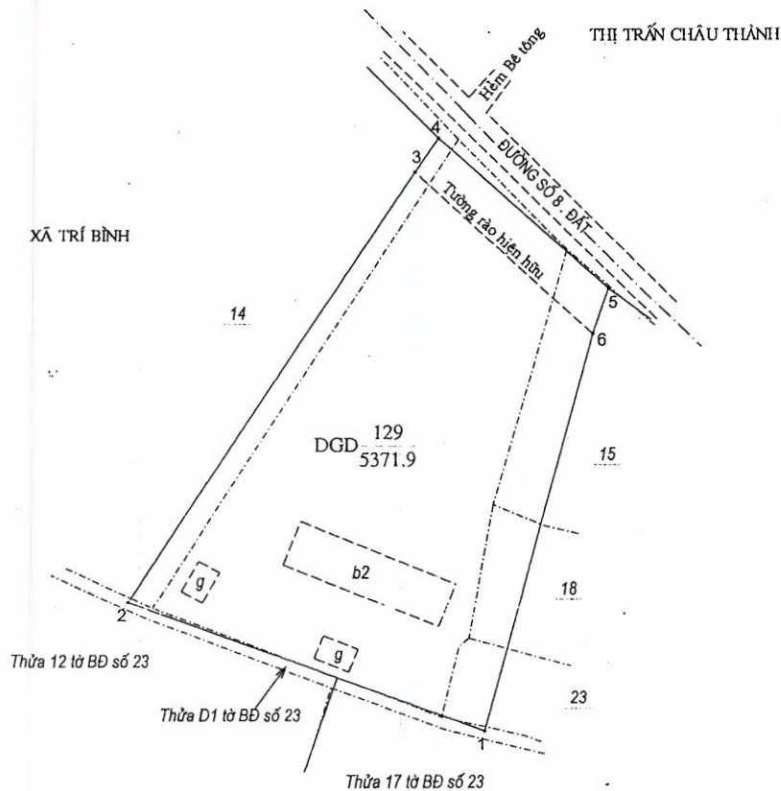 THỊ TRẤN CHÂU THÀNH
Hẻm Bê tông
ĐƯỜNG SỐ 8 . ĐẤT
4
3
Tường rào hiện hữu
XÃ TRÍ BÌNH
5
6
14
DGD 129
5371.9
15
b2
g
18
2
g
Thửa 12 tờ BĐ số 23
23
Thửa D1 tờ BĐ số 23
1
Thửa 17 tờ BĐ số 23